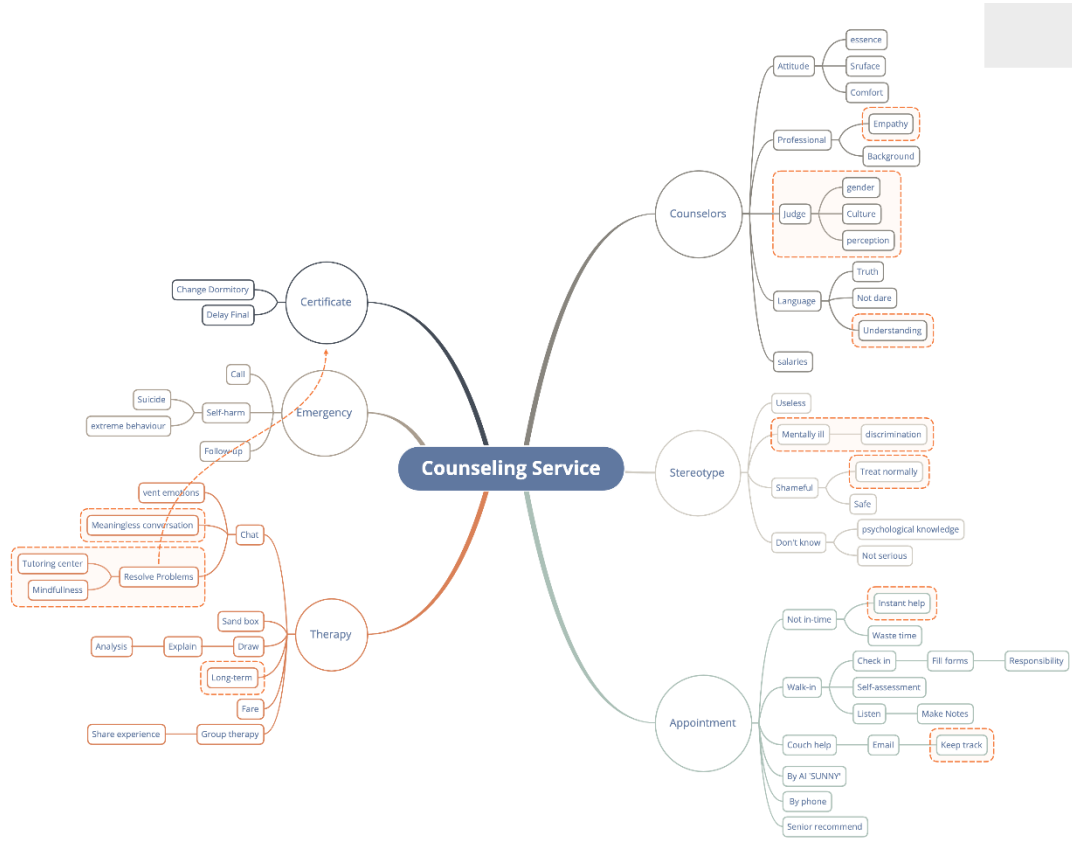 Counseling Service
Counselors
Attitude
essence
Sruface
Comfort
Professional
Empathy
Background
Judge
gender
Culture
perception
Language
Truth
Not dare
Understanding
salaries
Stereotype
Useless
Mentally ill
discrimination
Shameful
Treat normally
Safe
Don't know
psychological knowledge
Not serious
Appointment
Not in-time
Instant help
Waste time
Walk-in
Check in
Fill forms
Responsibility
Self-assessment
Listen
Make Notes
Couch help
Email
Keep track
By AI 'SUNNY'
By phone
Senior recommend
Certificate
Change Dormitory
Delay Final
Emergency
Call
Self-harm
Suicide
extreme behaviour
Follow-up
Therapy
Chat
vent emotions
Meaningless conversation
Resolve Problems
Tutoring center
Mindfullness
Sand box
Draw
Explain
Analysis
Long-term
Fare
Group therapy
Share experience